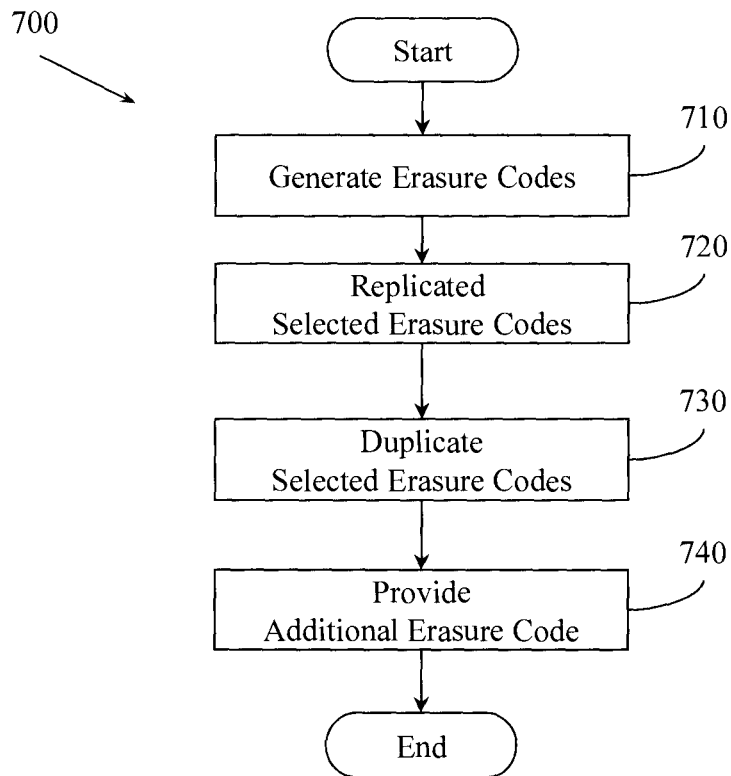 700
Start
710
Generate Erasure Codes
720
Replicated
Selected Erasure Codes
730
Duplicate
Selected Erasure Codes
740
Provide
Additional Erasure Code
End